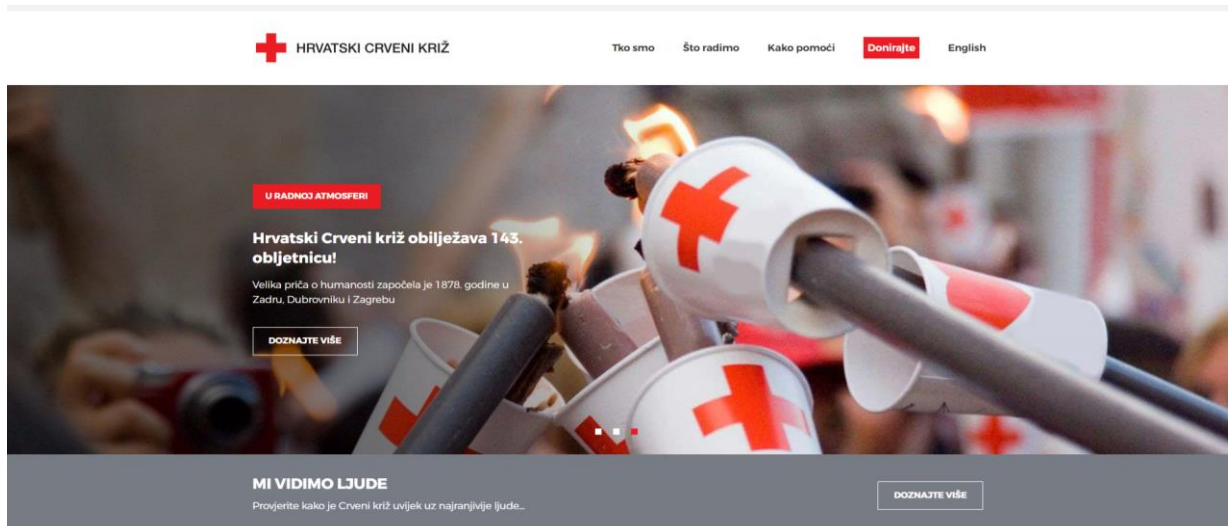 HRVATSKI CRVENI KRIŽ
Tko smo
Što radimo
Kako pomoći
Donirajte
English
U RADNOJ ATMOSFERI
Hrvatski Crveni križ obilježava 143.
obljetnicu!
Velika priča o humanosti započela je 1878. godine u
Zadru, Dubrovniku i Zagrebu
DOZNAJTE VIŠE
MI VIDIMO LJUDE
Provjerite kako je Crveni križ uvijek uz najranjivije ljude...
DOZNAJTE VIŠE